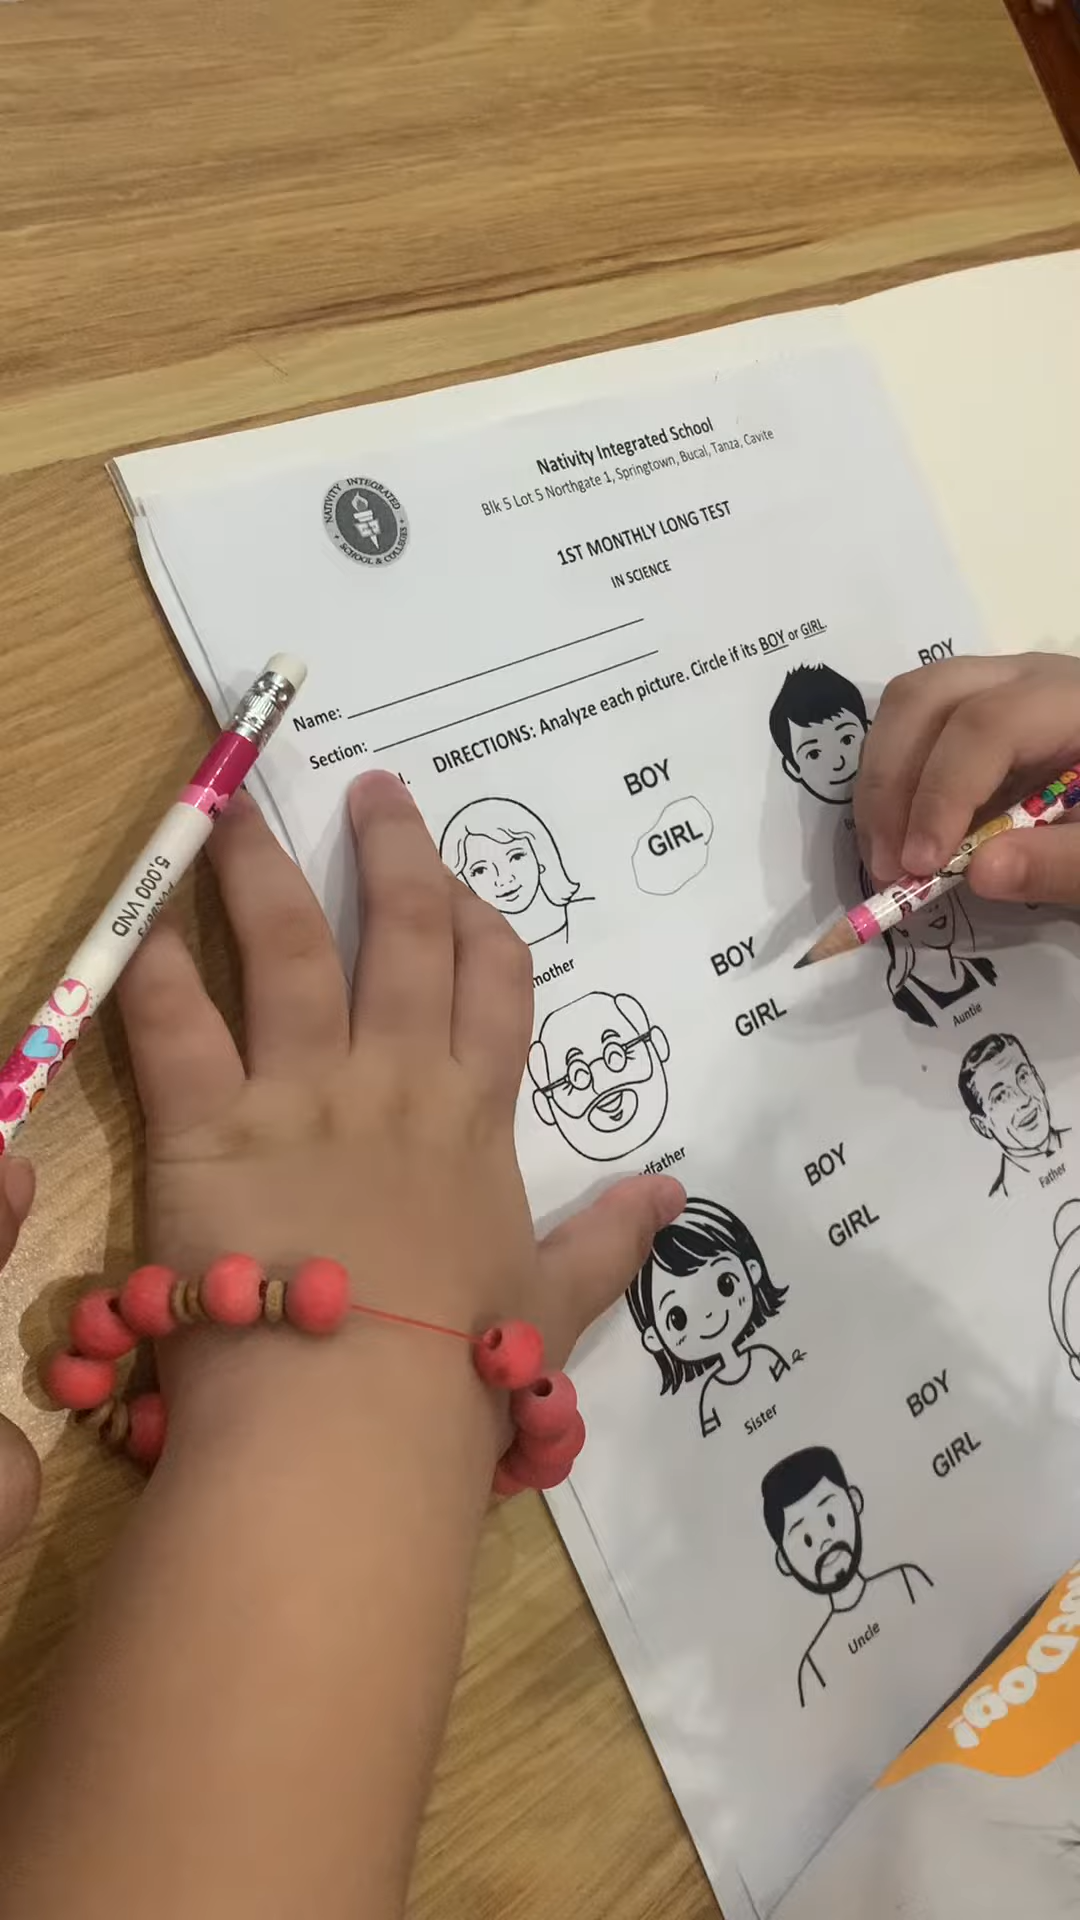 Nativity Integrated School
Blk 5 Lot 5 Northgate 1, Springtown, Bucal, Tanza, Cavite
NATIVITY INTEGRATED
SCHOOL & COLLEGES
1ST MONTHLY LONG TEST
IN SCIENCE
Name:
Section:
I. DIRECTIONS: Analyze each picture. Circle if its BOY or GIRL.
BOY
GIRL
BOY
mother
BOY
GIRL
Auntie
dfather
BOY
GIRL
Father
Sister
BOY
GIRL
Uncle
5,000 VND
Dog!